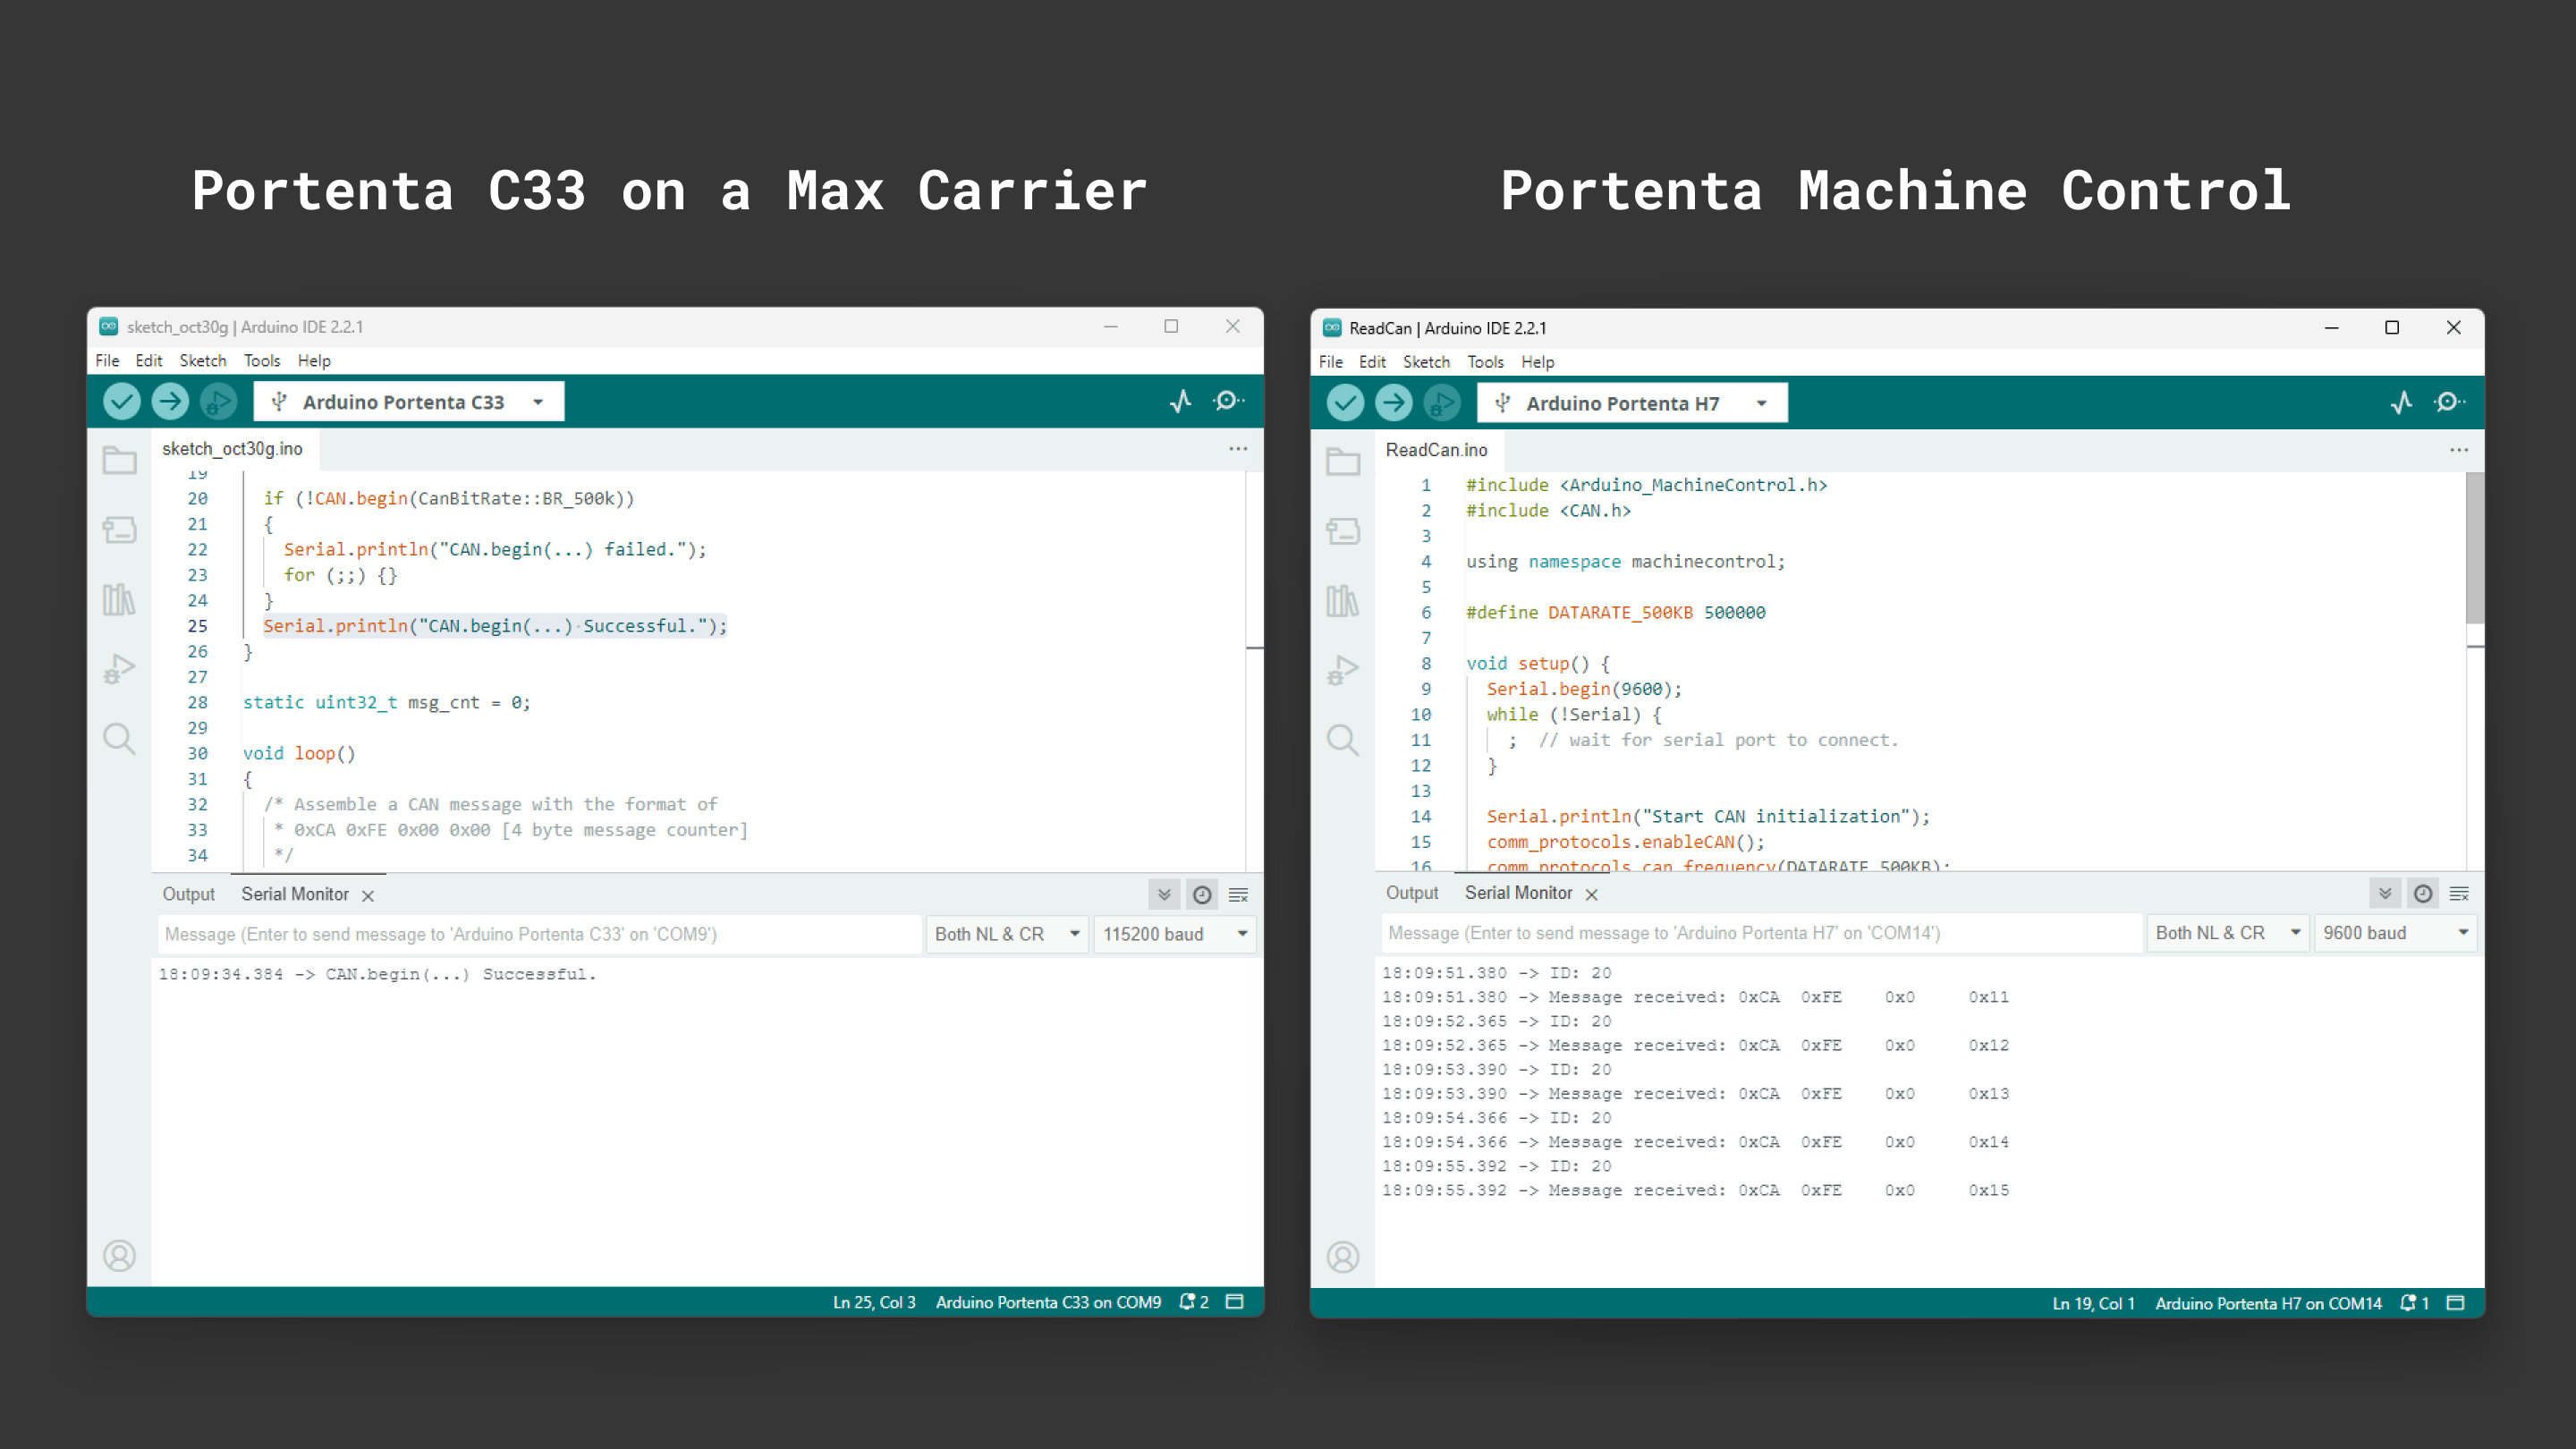 Portenta C33 on a Max Carrier
sketch_oct30g | Arduino IDE 2.2.1
File Edit Sketch Tools Help
Arduino Portenta C33
sketch_oct30g.ino
19
20 if (!CAN.begin(CanBitRate::BR_500k))
21 {
22 Serial.println("CAN.begin(...) failed.");
23 for (;;) {}
24 }
25 Serial.println("CAN.begin(...)·Successful.");
26 }
27
28 static uint32_t msg_cnt = 0;
29
30 void loop()
31 {
32 /* Assemble a CAN message with the format of
33 * 0xCA 0xFE 0x00 0x00 [4 byte message counter]
34 */
Output Serial Monitor
Message (Enter to send message to 'Arduino Portenta C33' on 'COM9') Both NL & CR 115200 baud
18:09:34.384 -> CAN.begin(...) Successful.
Ln 25, Col 3 Arduino Portenta C33 on COM9 2
Portenta Machine Control
ReadCan | Arduino IDE 2.2.1
File Edit Sketch Tools Help
Arduino Portenta H7
ReadCan.ino
1 #include <Arduino_MachineControl.h>
2 #include <CAN.h>
3
4 using namespace machinecontrol;
5
6 #define DATARATE_500KB 500000
7
8 void setup() {
9 Serial.begin(9600);
10 while (!Serial) {
11 ; // wait for serial port to connect.
12 }
13
14 Serial.println("Start CAN initialization");
15 comm_protocols.enableCAN();
16 comm_protocols.can.frequency(DATARATE_500KB);
Output Serial Monitor
Message (Enter to send message to 'Arduino Portenta H7' on 'COM14') Both NL & CR 9600 baud
18:09:51.380 -> ID: 20
18:09:51.380 -> Message received: 0xCA 0xFE 0x0 0x11
18:09:52.365 -> ID: 20
18:09:52.365 -> Message received: 0xCA 0xFE 0x0 0x12
18:09:53.390 -> ID: 20
18:09:53.390 -> Message received: 0xCA 0xFE 0x0 0x13
18:09:54.366 -> ID: 20
18:09:54.366 -> Message received: 0xCA 0xFE 0x0 0x14
18:09:55.392 -> ID: 20
18:09:55.392 -> Message received: 0xCA 0xFE 0x0 0x15
Ln 19, Col 1 Arduino Portenta H7 on COM14 1